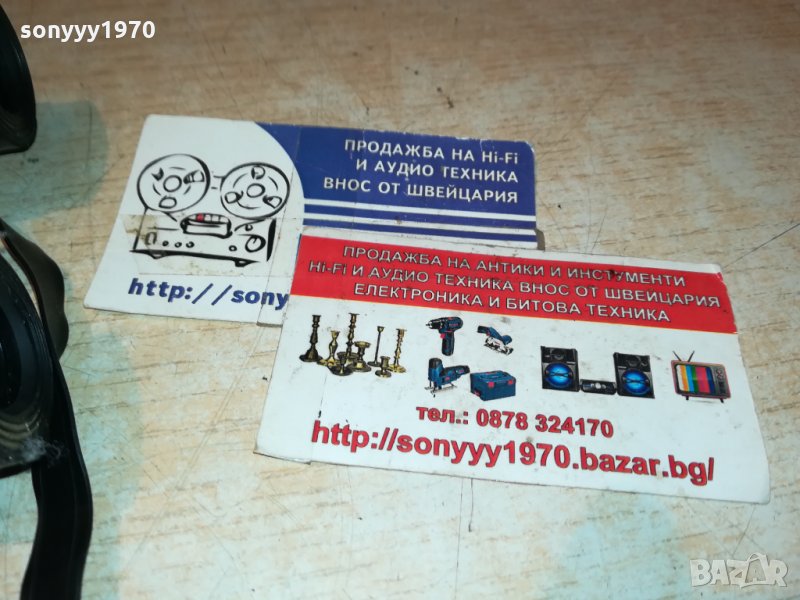 sonyyy1970
ПРОДАЖБА НА Hi-Fi
И АУДИО ТЕХНИКА
ВНОС ОТ ШВЕЙЦАРИЯ
http://sony
ПРОДАЖБА НА АНТИКИ И ИНСТУМЕНТИ
Hi-Fi И АУДИО ТЕХНИКА ВНОС ОТ ШВЕЙЦАРИЯ
ЕЛЕКТРОНИКА И БИТОВА ТЕХНИКА
тел.: 0878 324170
http://sonyyy1970.bazar.bg/
BAZAR